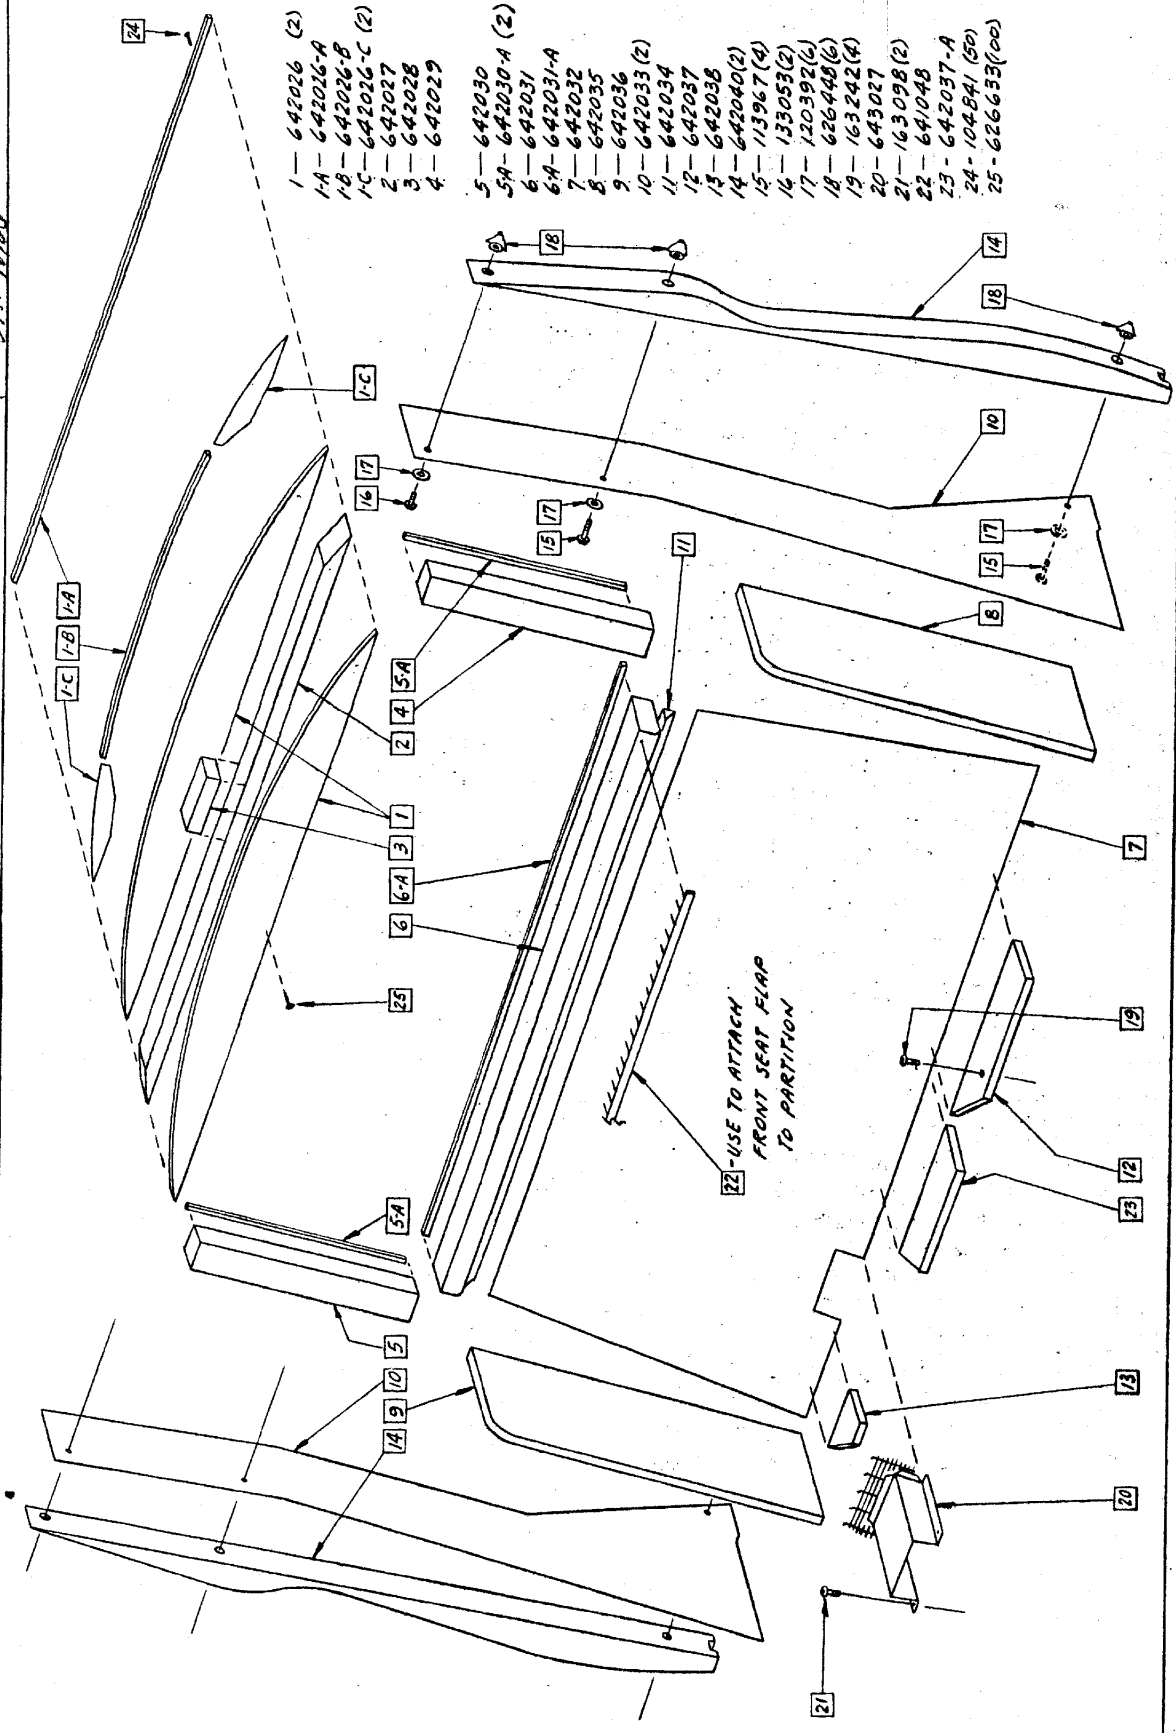 1 — 642026 (2)
1-A — 642026-A
1-B — 642026-B
1-C — 642026-C (2)
2 — 642027
3 — 642028
4 — 642029
5 — 642030
5A — 642030-A (2)
6 — 642031
6-A — 642031-A
7 — 642032
8 — 642035
9 — 642036
10 — 642033 (2)
11 — 642034
12 — 642037
13 — 642038
14 — 642040 (2)
15 — 113967 (4)
16 — 133053 (2)
17 — 120392 (6)
18 — 626448 (6)
19 — 163242 (4)
20 — 643027
21 — 163098 (2)
22 — 641048
23 — 642037-A
24 — 104841 (50)
25 — 626633 (00)
24
1-C 1-B 1-A
1-C
18
14
18
17
16
17
15
10
17
15
11
8
5-A
4
2
1
3
6-A
6
25
7
22 - USE TO ATTACH
FRONT SEAT FLAP
TO PARTITION
19
12
23
5-A
5
10
9
14
13
20
21